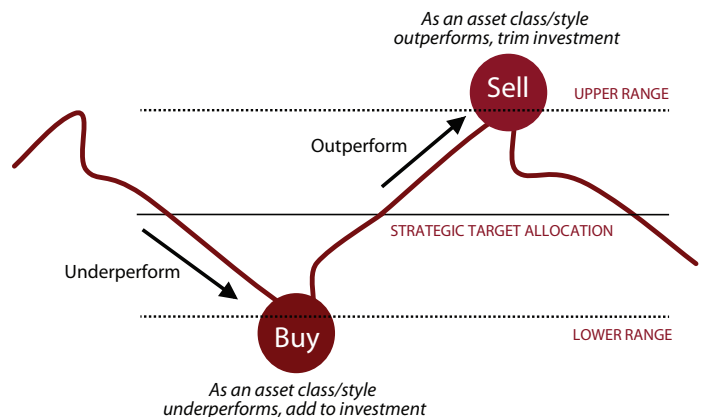 As an asset class/style
outperforms, trim investment
Sell
UPPER RANGE
Outperform
STRATEGIC TARGET ALLOCATION
Underperform
Buy
LOWER RANGE
As an asset class/style
underperforms, add to investment